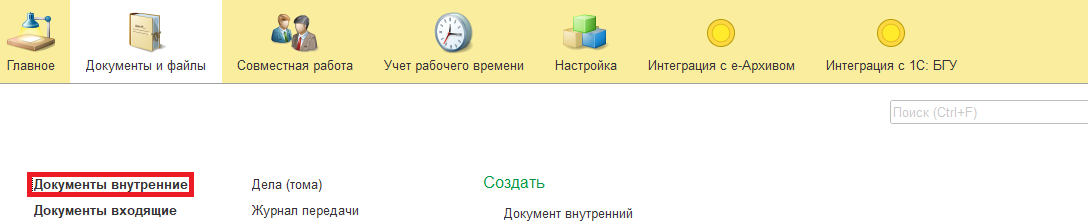 Главное Документы и файлы Совместная работа Учет рабочего времени Настройка Интеграция с е-Архивом Интеграция с 1С: БГУ
Поиск (Ctrl+F)
Документы внутренние Дела (тома) Создать
Документы входящие Журнал передачи Документ внутренний